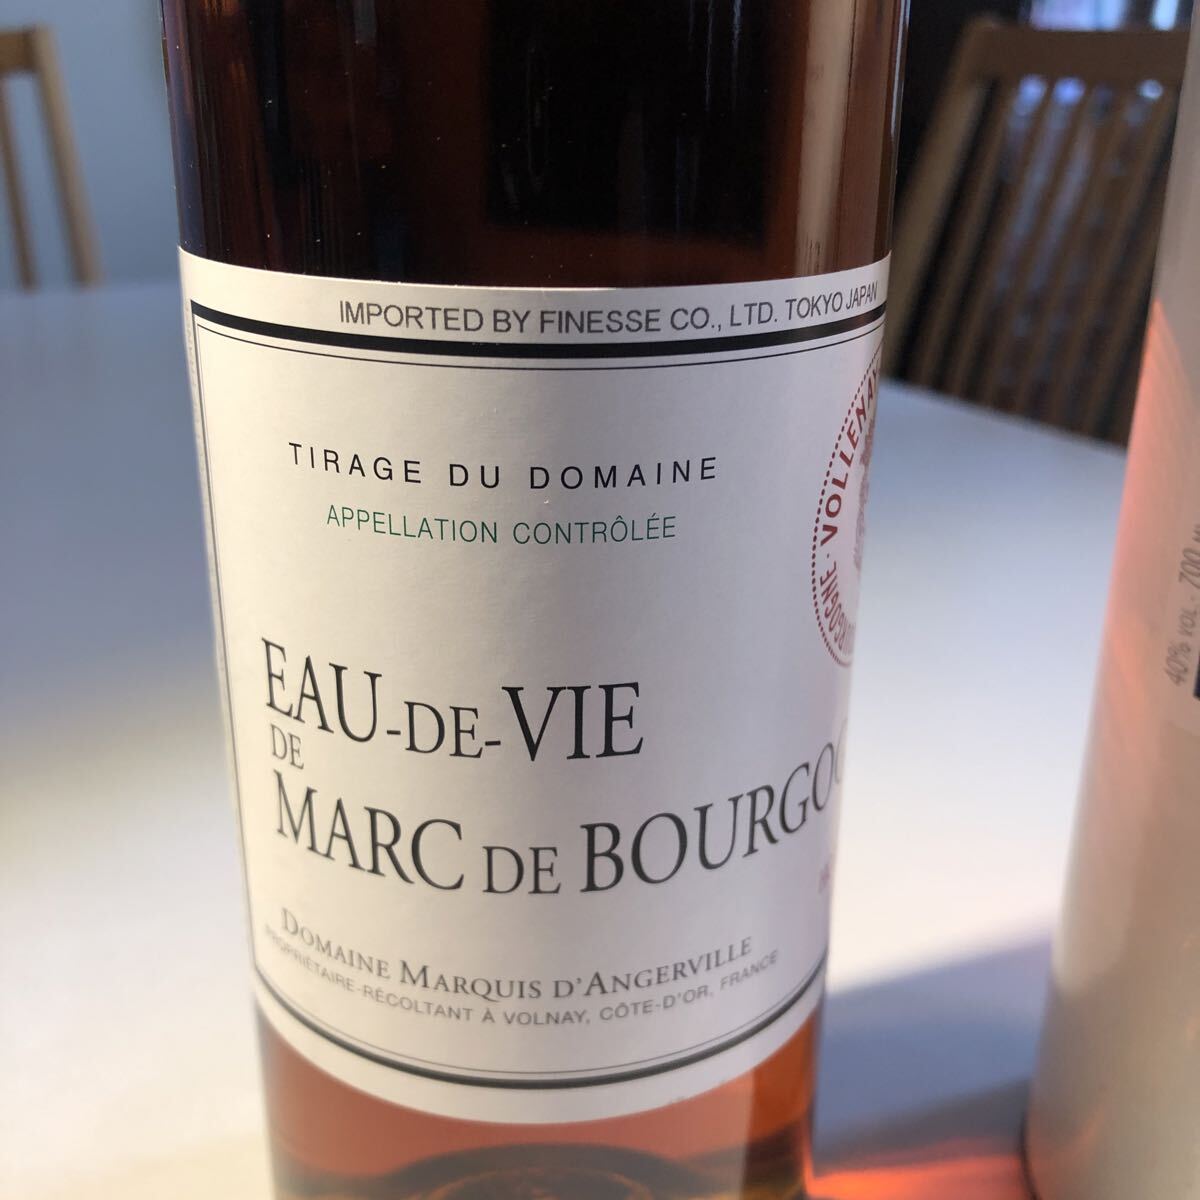 IMPORTED BY FINESSE CO., LTD. TOKYO JAPAN
TIRAGE DU DOMAINE
APPELLATION CONTRÔLÉE
VOLLENAY
EAU-DE-VIE
DE
MARC DE BOURGOG
DOMAINE MARQUIS D'ANGERVILLE
PROPRIÉTAIRE-RÉCOLTANT À VOLNAY, CÔTE-D'OR, FRANCE
40% VOL - 700 m